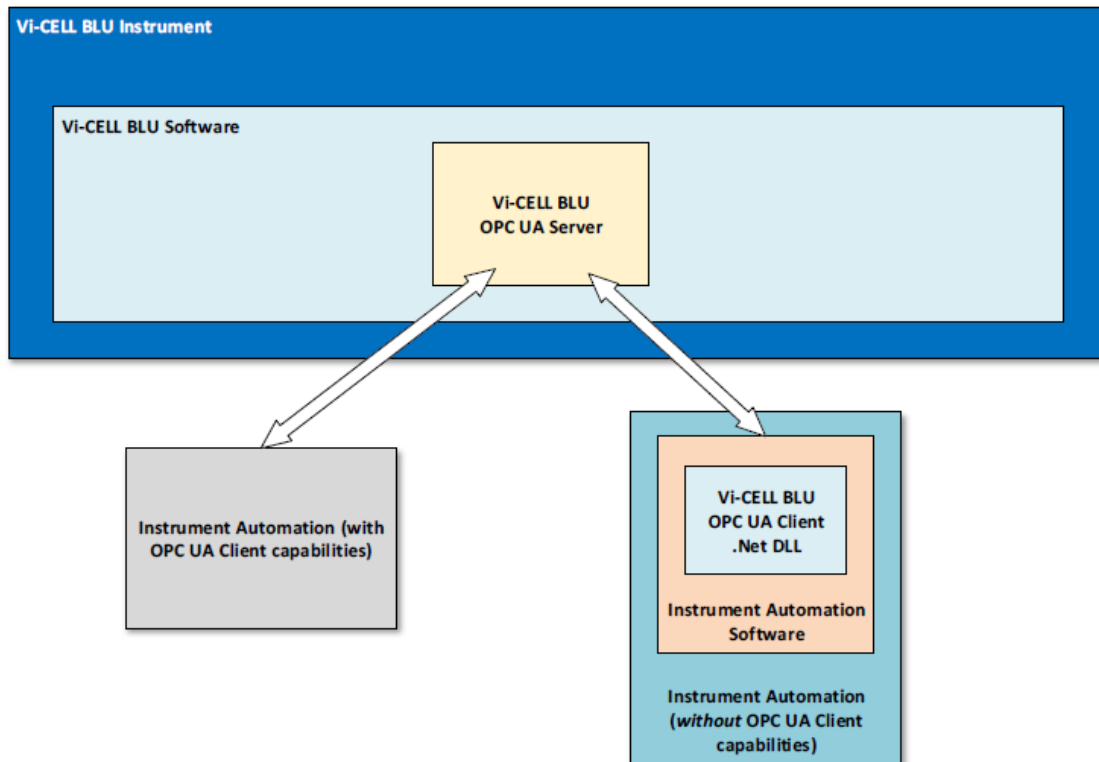 Vi-CELL BLU Instrument
Vi-CELL BLU Software
Vi-CELL BLU
OPC UA Server
Instrument Automation (with
OPC UA Client capabilities)
Vi-CELL BLU
OPC UA Client
.Net DLL
Instrument Automation
Software
Instrument Automation
(without OPC UA Client
capabilities)